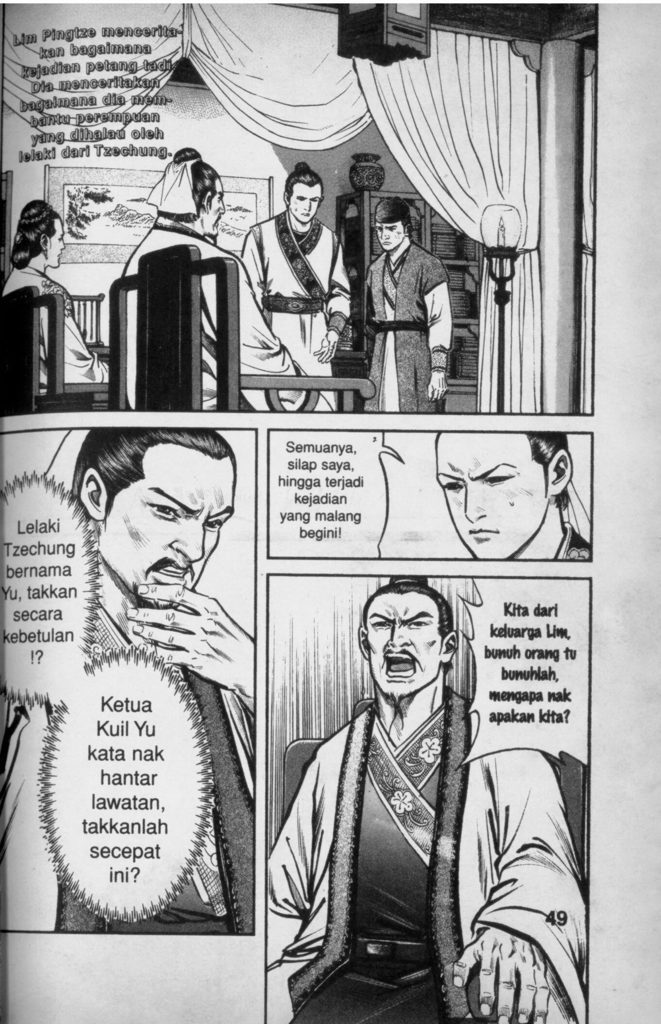 Lim Pingtze mencerita-
kan bagaimana
kejadian petang tadi.
Dia menceritakan
bagaimana dia mem-
bantu perempuan
yang dihalau oleh
lelaki dari Tzechung.
Semuanya,
silap saya,
hingga terjadi
kejadian
yang malang
begini!
Lelaki
Tzechung
bernama
Yu, takkan
secara
kebetulan
!?
Ketua
Kuil Yu
kata nak
hantar
lawatan,
takkanlah
secepat
ini?
Kita dari
keluarga Lim,
bunuh orang tu
bunuhlah,
mengapa nak
apakan kita?
49